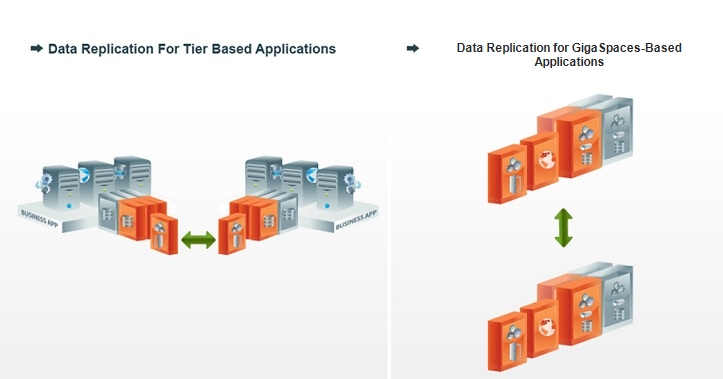 Data Replication For Tier Based Applications
Data Replication for GigaSpaces-Based
Applications
BUSINESS APP
BUSINESS APP